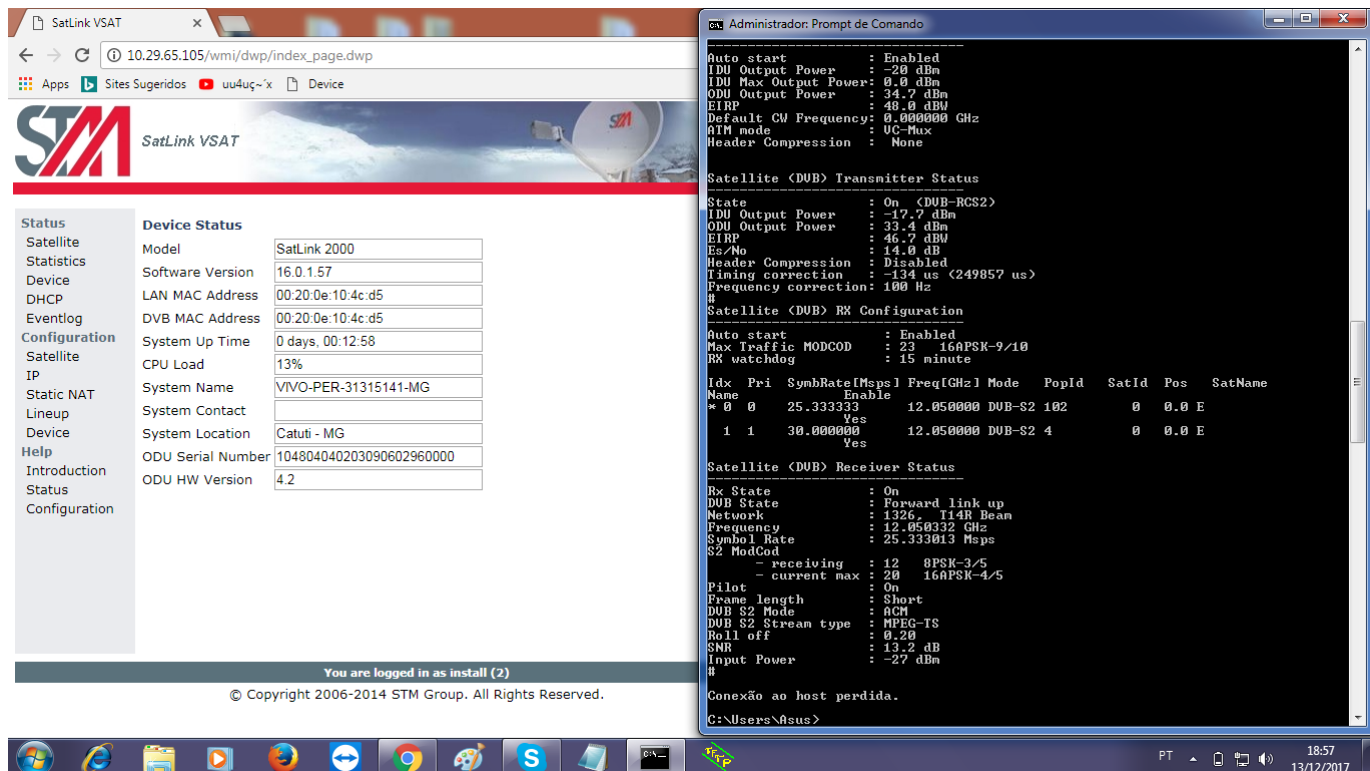 SatLink VSAT
10.29.65.105/wmi/dwp/index_page.dwp
Apps Sites Sugeridos uu4uç~´x Device
STM
SatLink VSAT
STM
Status
Satellite
Statistics
Device
DHCP
Eventlog
Configuration
Satellite
IP
Static NAT
Lineup
Device
Help
Introduction
Status
Configuration
Device Status
Model SatLink 2000
Software Version 16.0.1.57
LAN MAC Address 00:20:0e:10:4c:d5
DVB MAC Address 00:20:0e:10:4c:d5
System Up Time 0 days, 00:12:58
CPU Load 13%
System Name VIVO-PER-31315141-MG
System Contact
System Location Catuti - MG
ODU Serial Number 104804040203090602960000
ODU HW Version 4.2
You are logged in as install (2)
© Copyright 2006-2014 STM Group. All Rights Reserved.
Administrador: Prompt de Comando
Auto start : Enabled
IDU Output Power : -20 dBm
IDU Max Output Power: 0.0 dBm
ODU Output Power : 34.7 dBm
EIRP : 48.0 dBW
Default CW Frequency: 0.000000 GHz
ATM mode : VC-Mux
Header Compression : None
Satellite (DVB) Transmitter Status
State : On (DVB-RCS2)
IDU Output Power : -17.7 dBm
ODU Output Power : 33.4 dBm
EIRP : 46.7 dBW
Es/No : 14.0 dB
Header Compression : Disabled
Timing correction : -134 us (249857 us)
Frequency correction: 100 Hz
#
Satellite (DVB) RX Configuration
Auto start : Enabled
Max Traffic MODCOD : 23 16APSK-9/10
RX watchdog : 15 minute
Idx Pri SymbRate[Msps] Freq[GHz] Mode PopId SatId Pos SatName
Name Enable
* 0 0 25.333333 12.050000 DVB-S2 102 0 0.0 E
Yes
1 1 30.000000 12.050000 DVB-S2 4 0 0.0 E
Yes
Satellite (DVB) Receiver Status
Rx State : On
DVB State : Forward link up
Network : 1326, T14R Beam
Frequency : 12.050332 GHz
Symbol Rate : 25.333013 Msps
S2 ModCod
- receiving : 12 8PSK-3/5
- current max : 20 16APSK-4/5
Pilot : On
Frame length : Short
DVB S2 Mode : ACM
DVB S2 Stream type : MPEG-TS
Roll off : 0.20
SNR : 13.2 dB
Input Power : -27 dBm
#
Conexão ao host perdida.
C:\Users\Asus>
TFTP
PT
18:57
13/12/2017